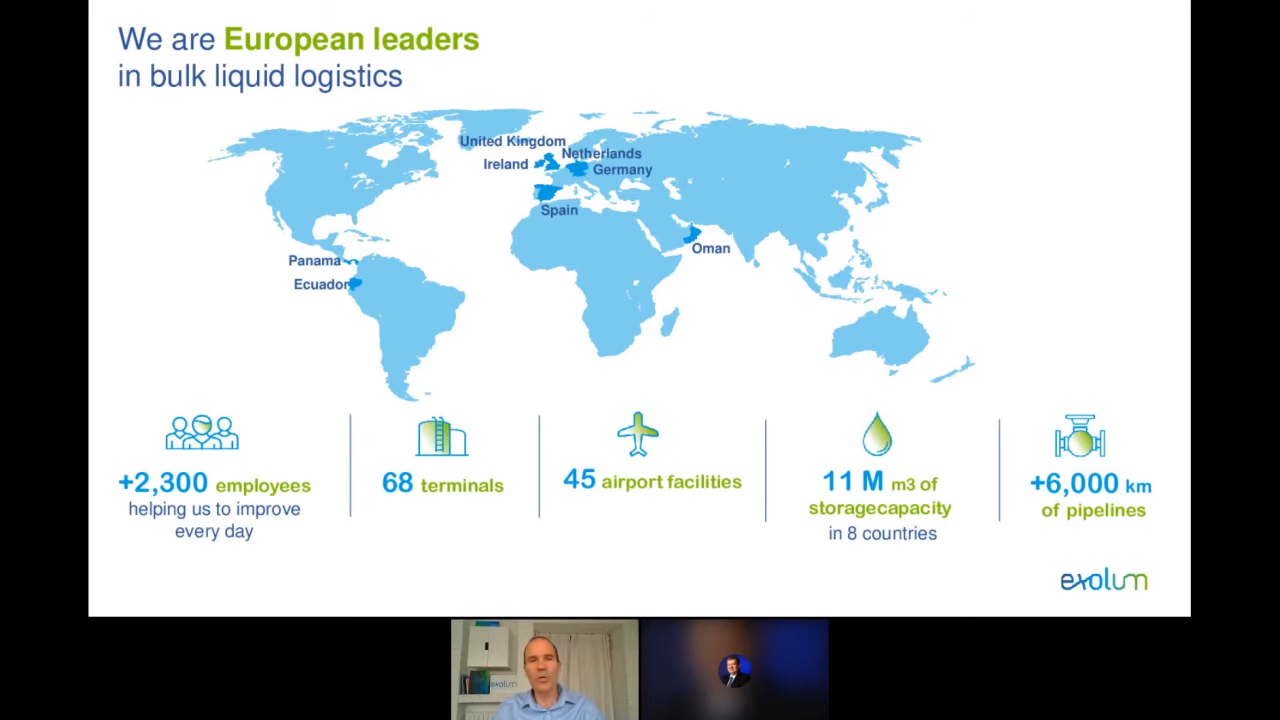 We are European leaders
in bulk liquid logistics
United Kingdom
Netherlands
Ireland
Germany
Spain
Oman
Panama
Ecuador
+2,300 employees
helping us to improve
every day
68 terminals
45 airport facilities
11 M m3 of
storagecapacity
in 8 countries
+6,000 km
of pipelines
exolum
exolum